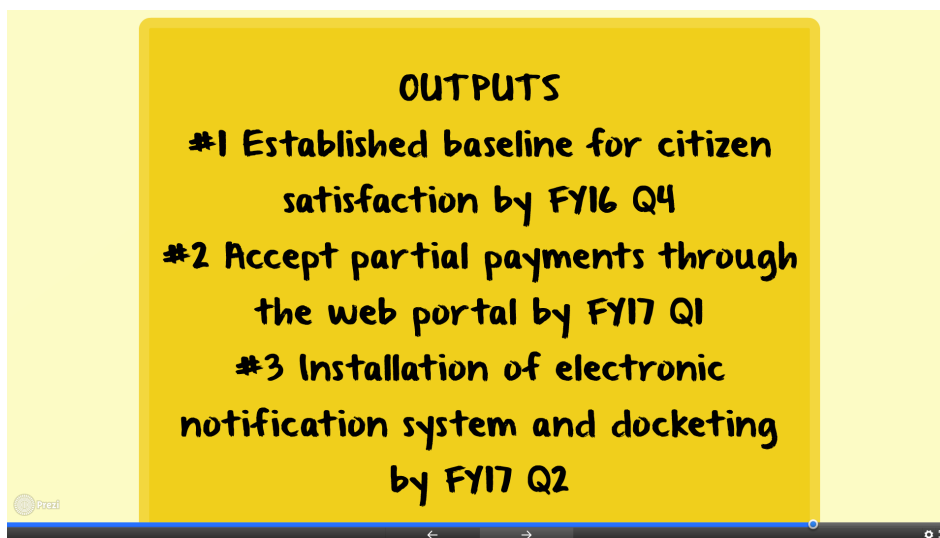 OUTPUTS
#1 Established baseline for citizen
satisfaction by FY16 Q4
#2 Accept partial payments through
the web portal by FY17 Q1
#3 Installation of electronic
notification system and docketing
by FY17 Q2
Prezi